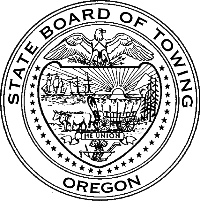 STATE BOARD OF TOWING
THE UNION
OREGON